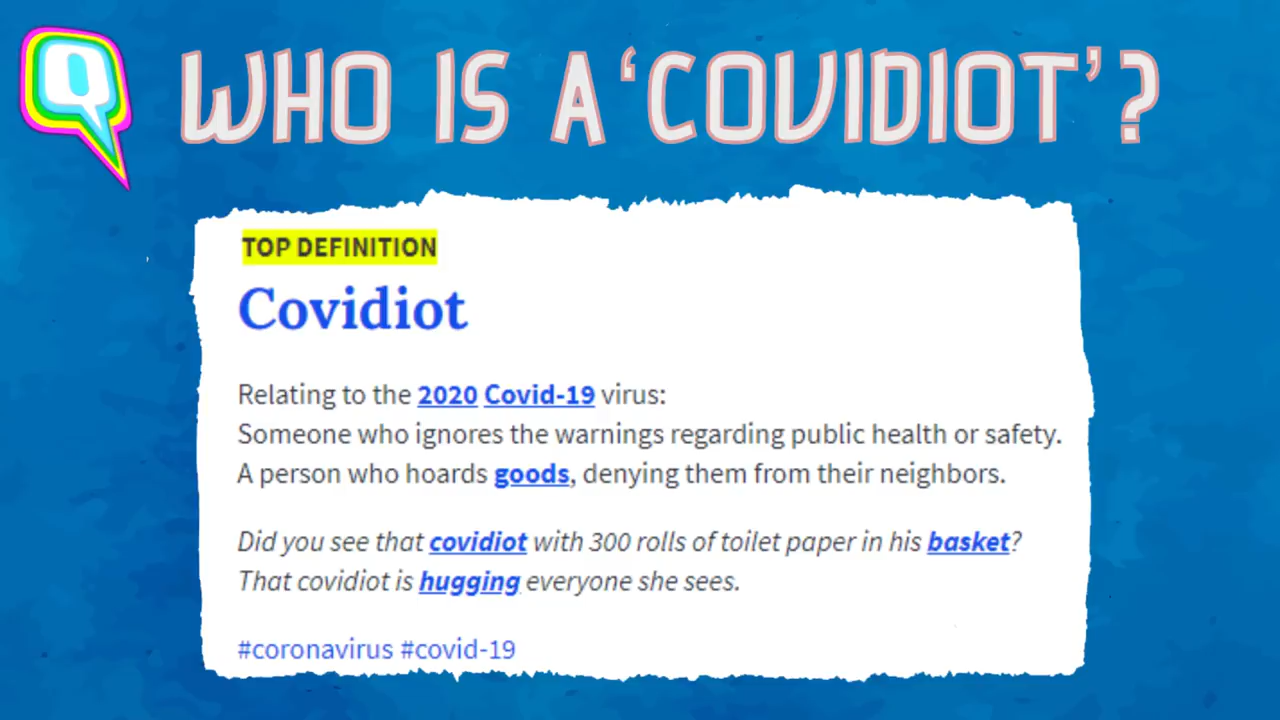 Q
WHO IS A ‘COVIDIOT’?
TOP DEFINITION
Covidiot
Relating to the 2020 Covid-19 virus:
Someone who ignores the warnings regarding public health or safety.
A person who hoards goods, denying them from their neighbors.
Did you see that covidiot with 300 rolls of toilet paper in his basket?
That covidiot is hugging everyone she sees.
#coronavirus #covid-19